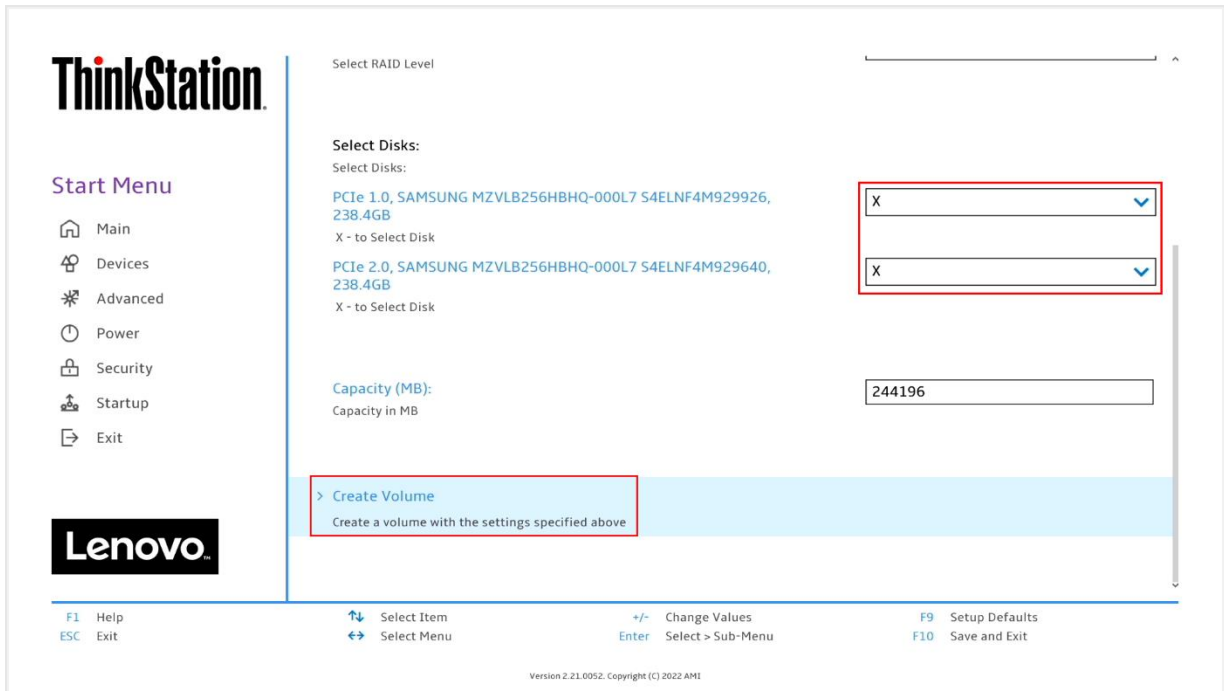 ThinkStation
Select RAID Level
Select Disks:
Select Disks:
Start Menu
PCIe 1.0, SAMSUNG MZVLB256HBHQ-000L7 S4ELNF4M929926,
238.4GB
X
X - to Select Disk
Main
Devices
PCIe 2.0, SAMSUNG MZVLB256HBHQ-000L7 S4ELNF4M929640,
238.4GB
X
X - to Select Disk
Advanced
Power
Security
Startup
Exit
Capacity (MB):
244196
Capacity in MB
> Create Volume
Create a volume with the settings specified above
Lenovo™
F1 Help
ESC Exit
↑↓ Select Item
↔ Select Menu
+/- Change Values
Enter Select > Sub-Menu
F9 Setup Defaults
F10 Save and Exit
Version 2.21.0052. Copyright (C) 2022 AMI